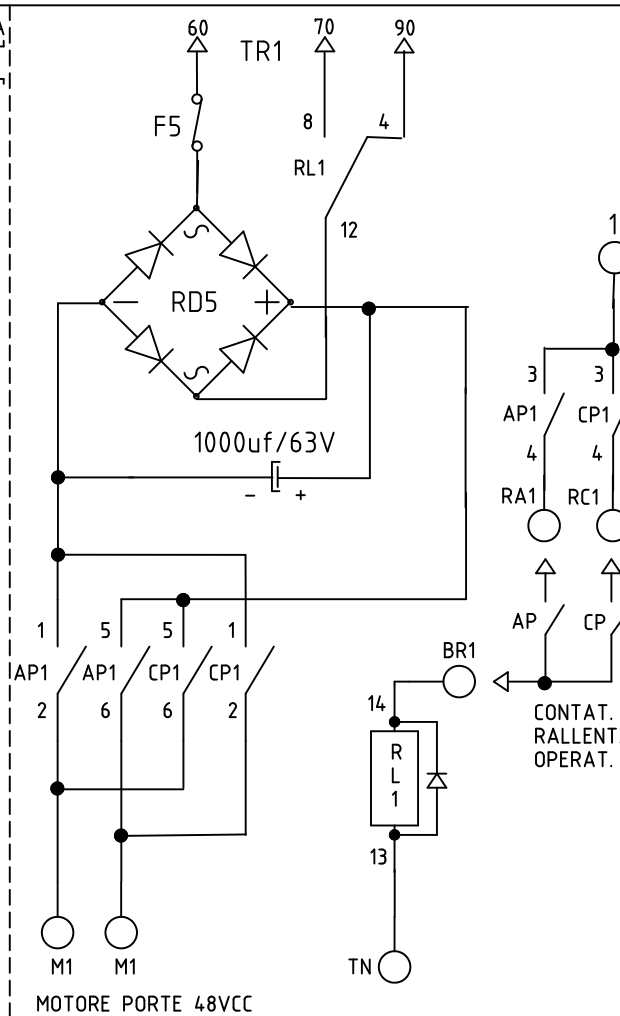 60 70 90
TR1
F5
8 4
RL1
12
1
− RD5 +
3 3
1000uf/63V
AP1 CP1
4 4
- +
RA1 RC1
1 5 5 1
AP CP
BR1
AP1 AP1 CP1 CP1
14
2 6 6 2
CONTAT.
RALLENT.
OPERAT.
R
L
1
13
M1 M1
TN
MOTORE PORTE 48VCC